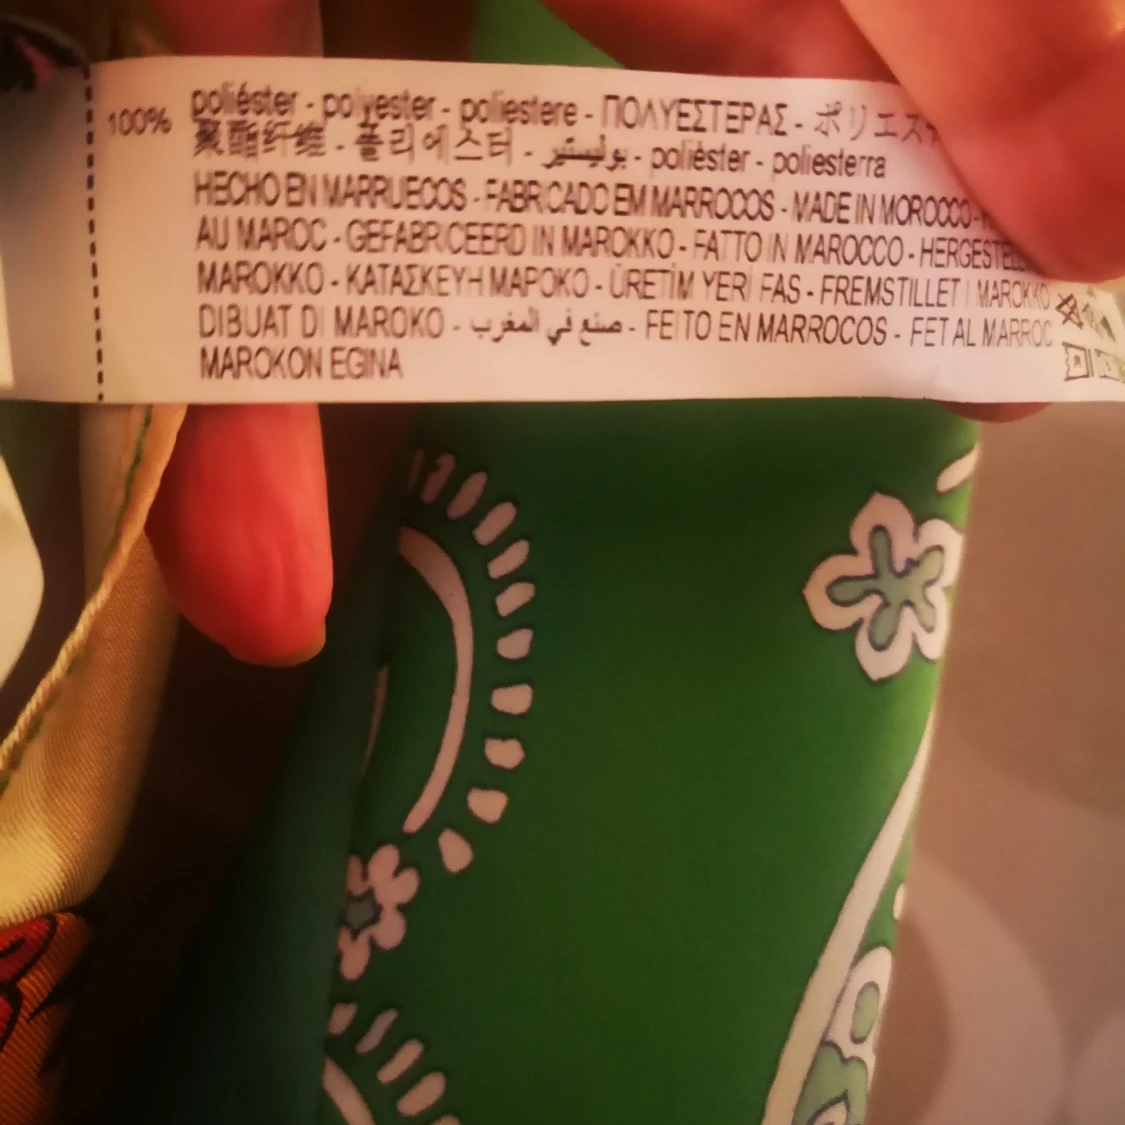 100% poliéster - polyester - poliestere - ΠΟΛΥΕΣΤΕΡΑΣ - ポリエス
聚酯纤维 - 폴리에스터 - بوليستير - polièster - poliesterra
HECHO EN MARRUECOS - FABRICADO EM MARROCOS - MADE IN MOROCCO -
AU MAROC - GEFABRICEERD IN MAROKKO - FATTO IN MAROCCO - HERGESTEL
MAROKKO - ΚΑΤΑΣΚΕΥΗ ΜΑΡΟΚΟ - ÜRETİM YERİ FAS - FREMSTILLET I MAROKKO
DIBUAT DI MAROKO - صنع في المغرب - FEITO EN MARROCOS - FET AL MARROC
MAROKON EGINA